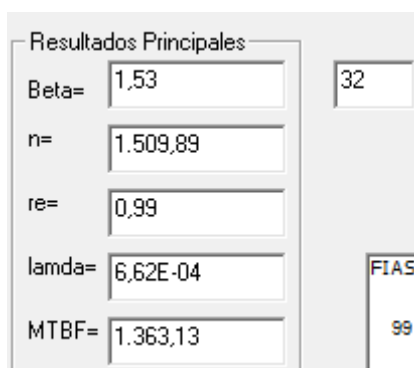 Resultados Principales
Beta= 1,53 32
n= 1.509,89
re= 0,99
lamda= 6,62E-04 FIAS
MTBF= 1.363,13 99